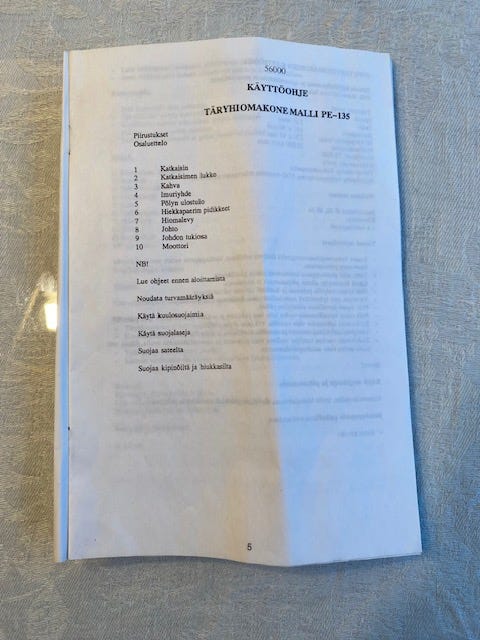 56000
KÄYTTÖOHJE
TÄRYHIOMAKONE MALLI PE-135
Piirustukset
Osaluettelo
1 Katkaisin
2 Katkaisimen lukko
3 Kahva
4 Imuriyhde
5 Pölyn ulostulo
6 Hiekkapaerin pidikkeet
7 Hiomalevy
8 Johto
9 Johdon tukiosa
10 Moottori
NB!
Lue ohjeet ennen aloittamista
Noudata turvamääräyksiä
Käytä kuulosuojaimia
Käytä suojalaseja
Suojaa sateelta
Suojaa kipinöiltä ja hiukkasilta
5